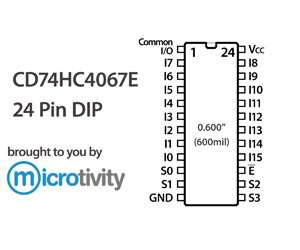 CD74HC4067E
24 Pin DIP
brought to you by
microtivity
Common
I/O 1 24 Vcc
I7 I8
I6 I9
I5 I10
I4 I11
I3 I12
I2 I13
I1 I14
I0 I15
S0 E
S1 S2
GND S3
0.600"
(600mil)